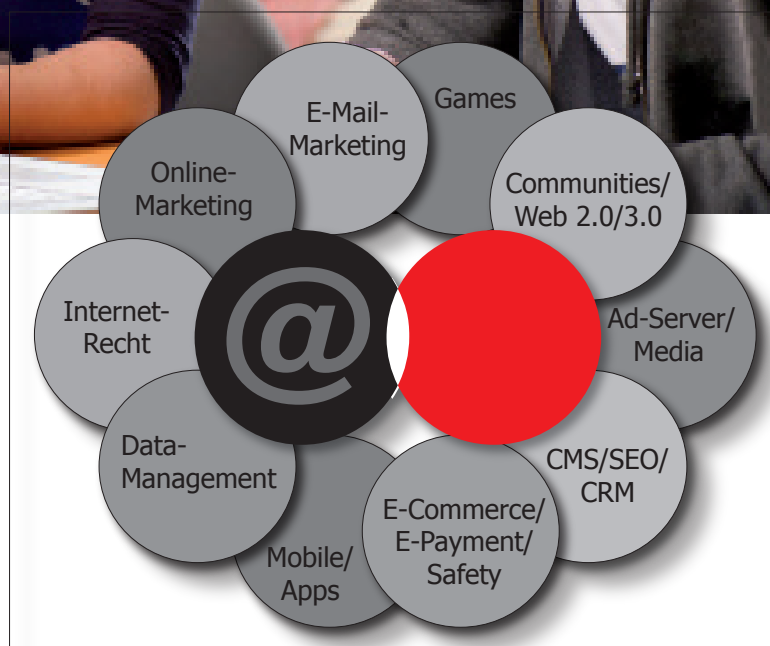 E-Mail-
Marketing
Games
Communities/
Web 2.0/3.0
Ad-Server/
Media
CMS/SEO/
CRM
E-Commerce/
E-Payment/
Safety
Mobile/
Apps
Data-
Management
Internet-
Recht
Online-
Marketing
@